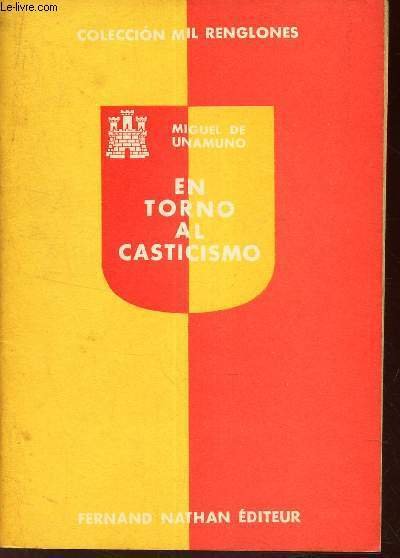 Le-livre.com
COLECCIÓN MIL RENGLONES
MIGUEL DE
UNAMUNO
EN
TORNO
AL
CASTICISMO
FERNAND NATHAN ÉDITEUR